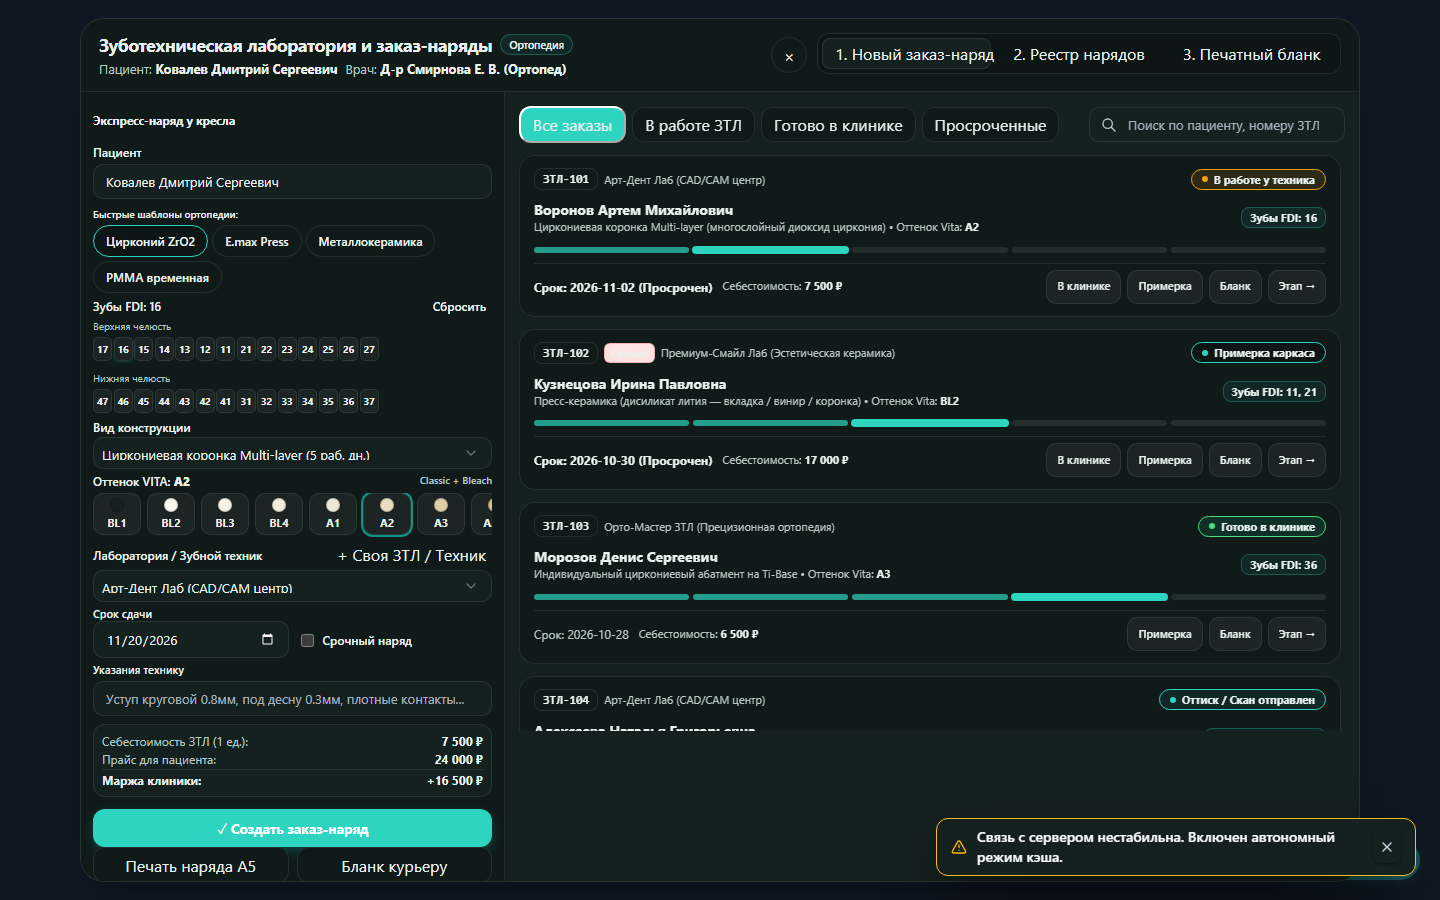 Зуботехническая лаборатория и заказ-наряды Ортопедия
Пациент: Ковалев Дмитрий Сергеевич Врач: Д-р Смирнова Е. В. (Ортопед)
×
1. Новый заказ-наряд 2. Реестр нарядов 3. Печатный бланк
Экспресс-наряд у кресла
Пациент
Ковалев Дмитрий Сергеевич
Быстрые шаблоны ортопедии:
Цирконий ZrO2 E.max Press Металлокерамика
PMMA временная
Зубы FDI: 16 Сбросить
Верхняя челюсть
17 16 15 14 13 12 11 21 22 23 24 25 26 27
Нижняя челюсть
47 46 45 44 43 42 41 31 32 33 34 35 36 37
Вид конструкции
Циркониевая коронка Multi-layer (5 раб. дн.)
Оттенок VITA: A2 Classic + Bleach
BL1 BL2 BL3 BL4 A1 A2 A3
Лаборатория / Зубной техник + Своя ЗТЛ / Техник
Арт-Дент Лаб (CAD/CAM центр)
Срок сдачи
11/20/2026 Срочный наряд
Указания технику
Уступ круговой 0.8мм, под десну 0.3мм, плотные контакты...
Себестоимость ЗТЛ (1 ед.): 7 500 ₽
Прайс для пациента: 24 000 ₽
Маржа клиники: +16 500 ₽
✓ Создать заказ-наряд
Печать наряда А5 Бланк курьеру
Все заказы В работе ЗТЛ Готово в клинике Просроченные Поиск по пациенту, номеру ЗТЛ
ЗТЛ-101 Арт-Дент Лаб (CAD/CAM центр) В работе у техника
Воронов Артем Михайлович Зубы FDI: 16
Циркониевая коронка Multi-layer (многослойный диоксид циркония) • Оттенок Vita: A2
Срок: 2026-11-02 (Просрочен) Себестоимость: 7 500 ₽ В клинике Примерка Бланк Этап →
ЗТЛ-102 Премиум-Смайл Лаб (Эстетическая керамика) Примерка каркаса
Кузнецова Ирина Павловна Зубы FDI: 11, 21
Пресс-керамика (дисиликат лития — вкладка / винир / коронка) • Оттенок Vita: BL2
Срок: 2026-10-30 (Просрочен) Себестоимость: 17 000 ₽ В клинике Примерка Бланк Этап →
ЗТЛ-103 Орто-Мастер ЗТЛ (Прецизионная ортопедия) Готово в клинике
Морозов Денис Сергеевич Зубы FDI: 36
Индивидуальный циркониевый абатмент на Ti-Base • Оттенок Vita: A3
Срок: 2026-10-28 Себестоимость: 6 500 ₽ Примерка Бланк Этап →
ЗТЛ-104 Арт-Дент Лаб (CAD/CAM центр) Оттиск / Скан отправлен
Алексеева Наталья Григорьевна
Связь с сервером нестабильна. Включен автономный
режим кэша.